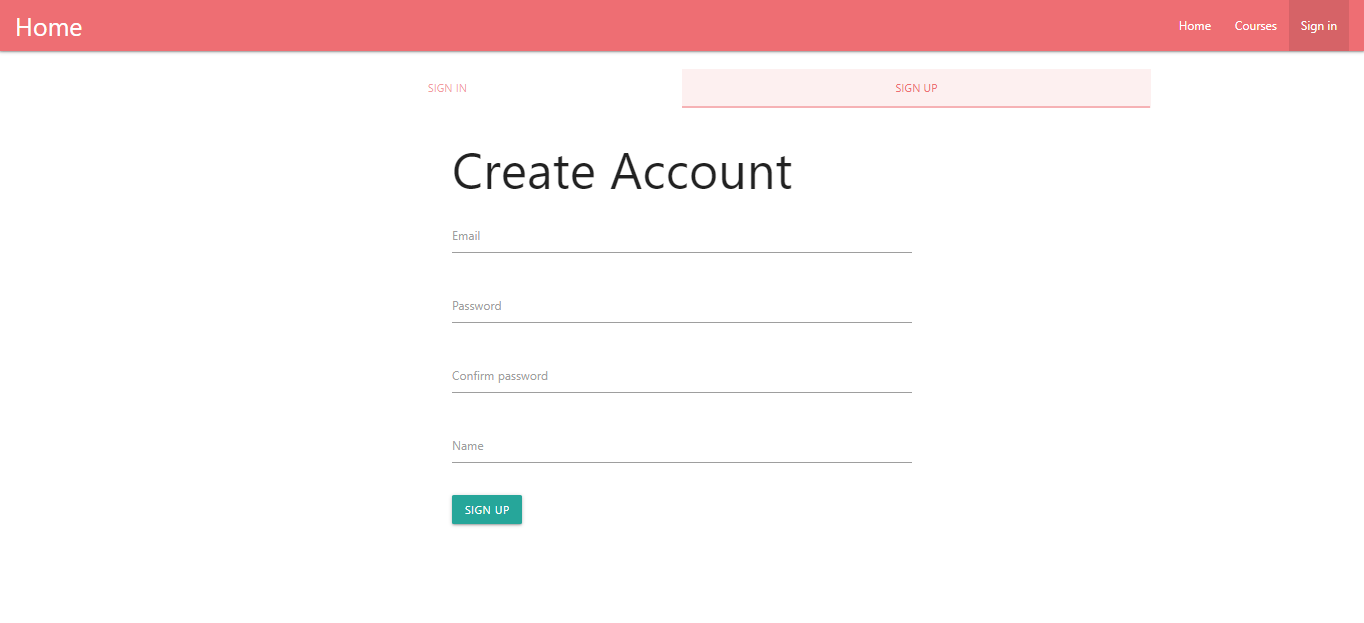 Home
Home Courses Sign in
SIGN IN
SIGN UP
Create Account
Email
Password
Confirm password
Name
SIGN UP